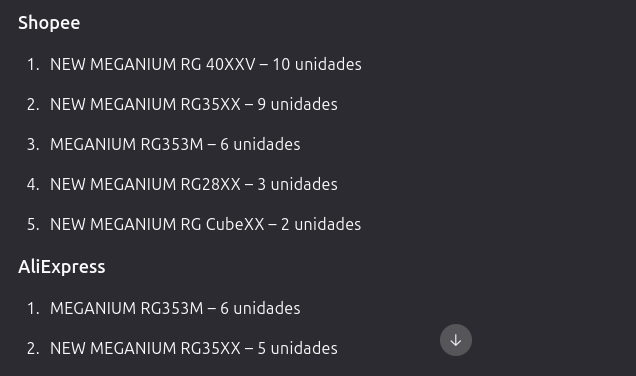 Shopee
1. NEW MEGANIUM RG 40XXV – 10 unidades
2. NEW MEGANIUM RG35XX – 9 unidades
3. MEGANIUM RG353M – 6 unidades
4. NEW MEGANIUM RG28XX – 3 unidades
5. NEW MEGANIUM RG CubeXX – 2 unidades
AliExpress
1. MEGANIUM RG353M – 6 unidades
2. NEW MEGANIUM RG35XX – 5 unidades